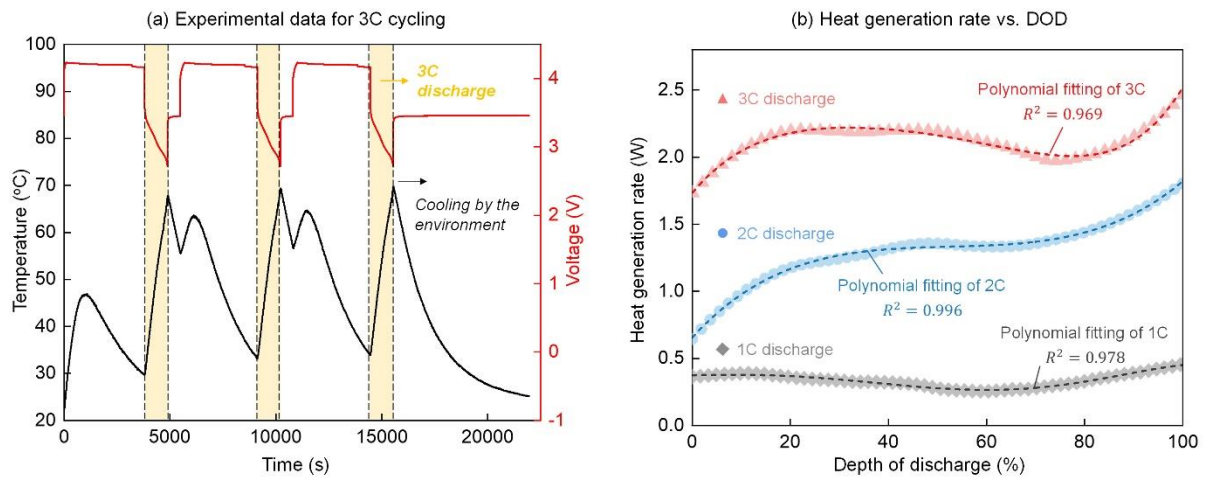 (a) Experimental data for 3C cycling
100
90
80
70
60
50
40
30
20
Temperature (ºC)
0
5000
10000
15000
20000
Time (s)
4
3
2
1
0
-1
Voltage (V)
3C
discharge
Cooling by the
environment
(b) Heat generation rate vs. DOD
2.5
2.0
1.5
1.0
0.5
0.0
Heat generation rate (W)
0
20
40
60
80
100
Depth of discharge (%)
3C discharge
Polynomial fitting of 3C
R² = 0.969
2C discharge
Polynomial fitting of 2C
R² = 0.996
1C discharge
Polynomial fitting of 1C
R² = 0.978